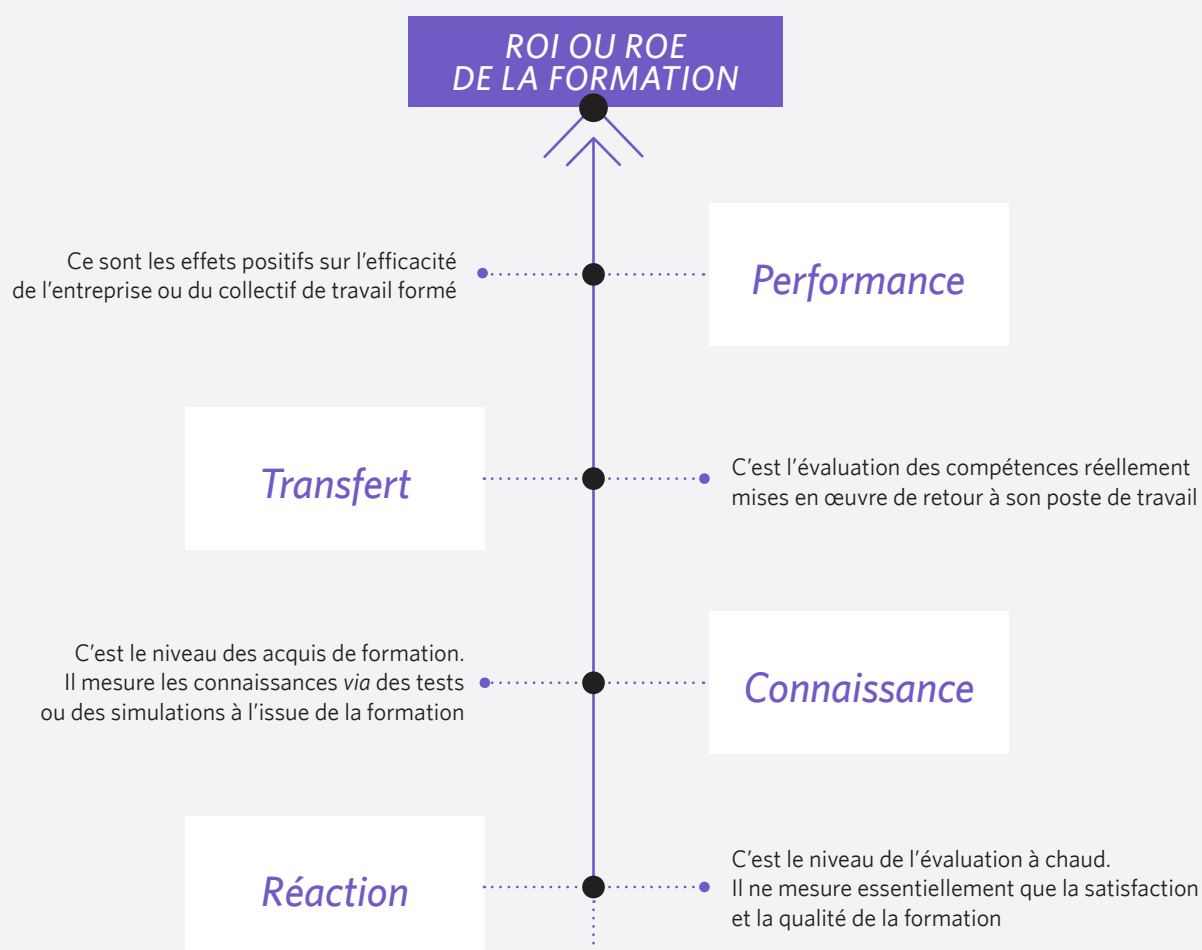 ROI OU ROE
DE LA FORMATION
Ce sont les effets positifs sur l’efficacité
de l’entreprise ou du collectif de travail formé
Performance
Transfert
C’est l’évaluation des compétences réellement
mises en œuvre de retour à son poste de travail
C’est le niveau des acquis de formation.
Il mesure les connaissances via des tests
ou des simulations à l’issue de la formation
Connaissance
Réaction
C’est le niveau de l’évaluation à chaud.
Il ne mesure essentiellement que la satisfaction
et la qualité de la formation